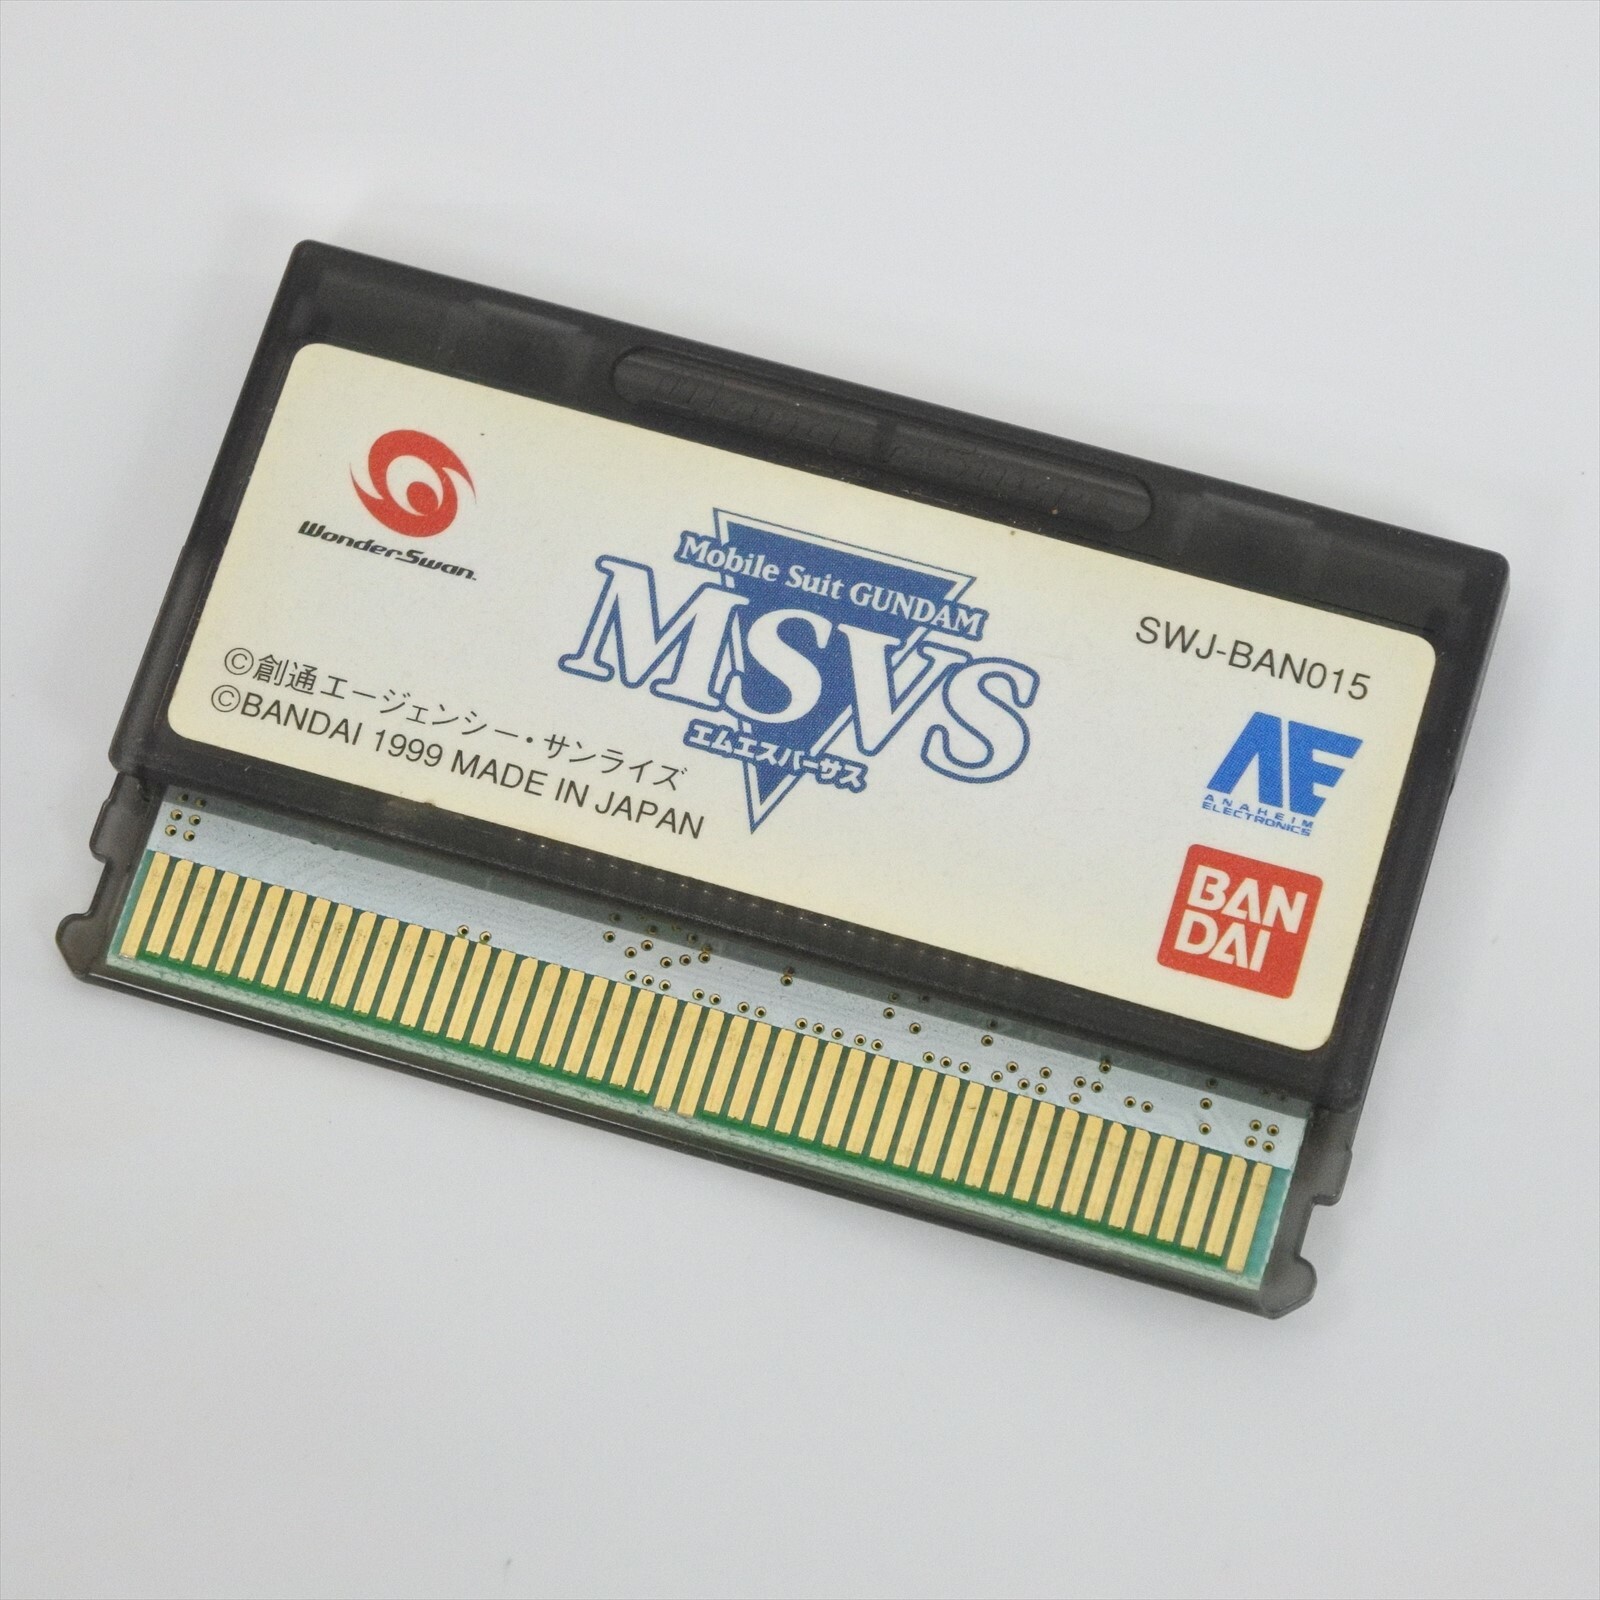 WonderSwan
Mobile Suit GUNDAM
MSVS
エムエスバーサス
SWJ-BAN015
©創通エージェンシー・サンライズ
©BANDAI 1999 MADE IN JAPAN
AE
ANAHEIM
ELECTRONICS
BAN
DAI